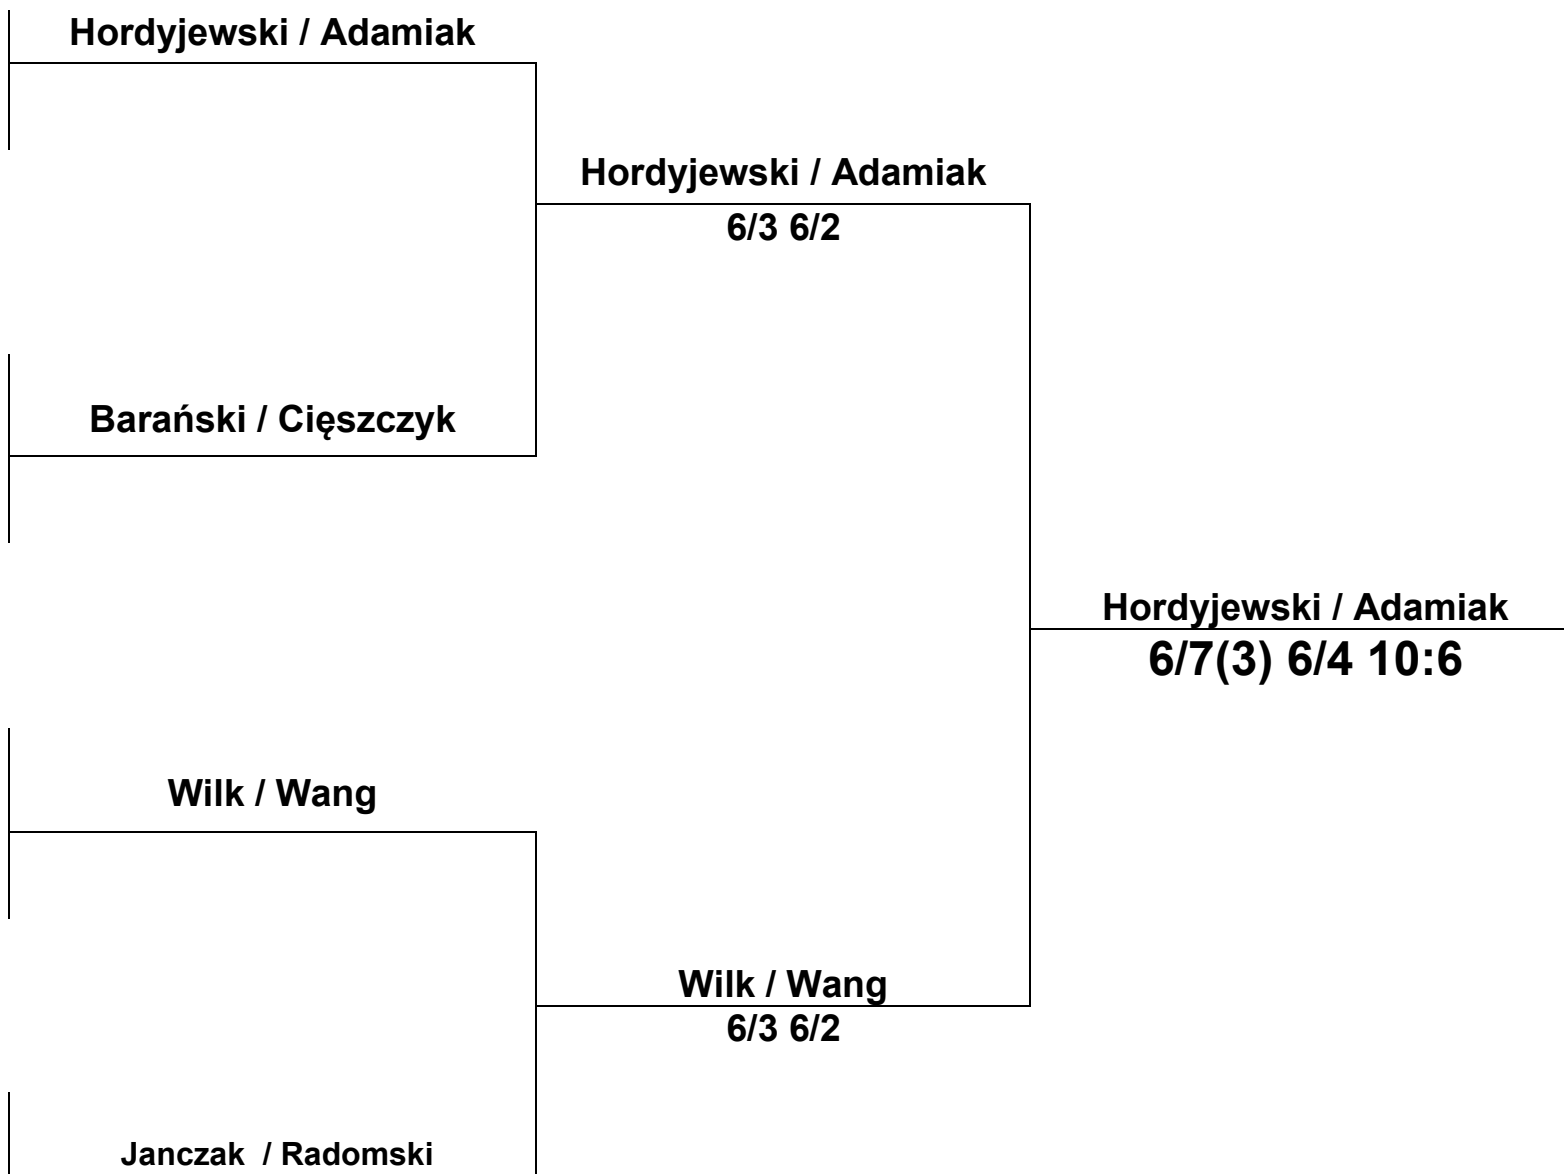 Hordyjewski / Adamiak
Hordyjewski / Adamiak
6/3 6/2
Barański / Cięszczyk
Hordyjewski / Adamiak
6/7(3) 6/4 10:6
Wilk / Wang
Wilk / Wang
6/3 6/2
Janczak / Radomski